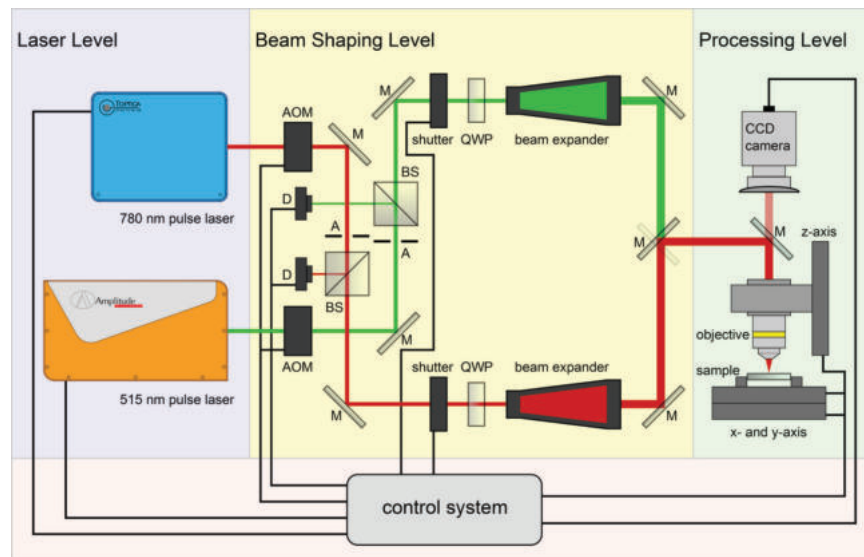 Laser Level
Beam Shaping Level
Processing Level
TOPTICA
780 nm pulse laser
Amplitude
515 nm pulse laser
AOM
M
M
shutter
QWP
beam expander
M
CCD
camera
BS
D
A
A
D
BS
M
M
M
z-axis
objective
sample
AOM
M
shutter
QWP
beam expander
M
M
x- and y-axis
control system